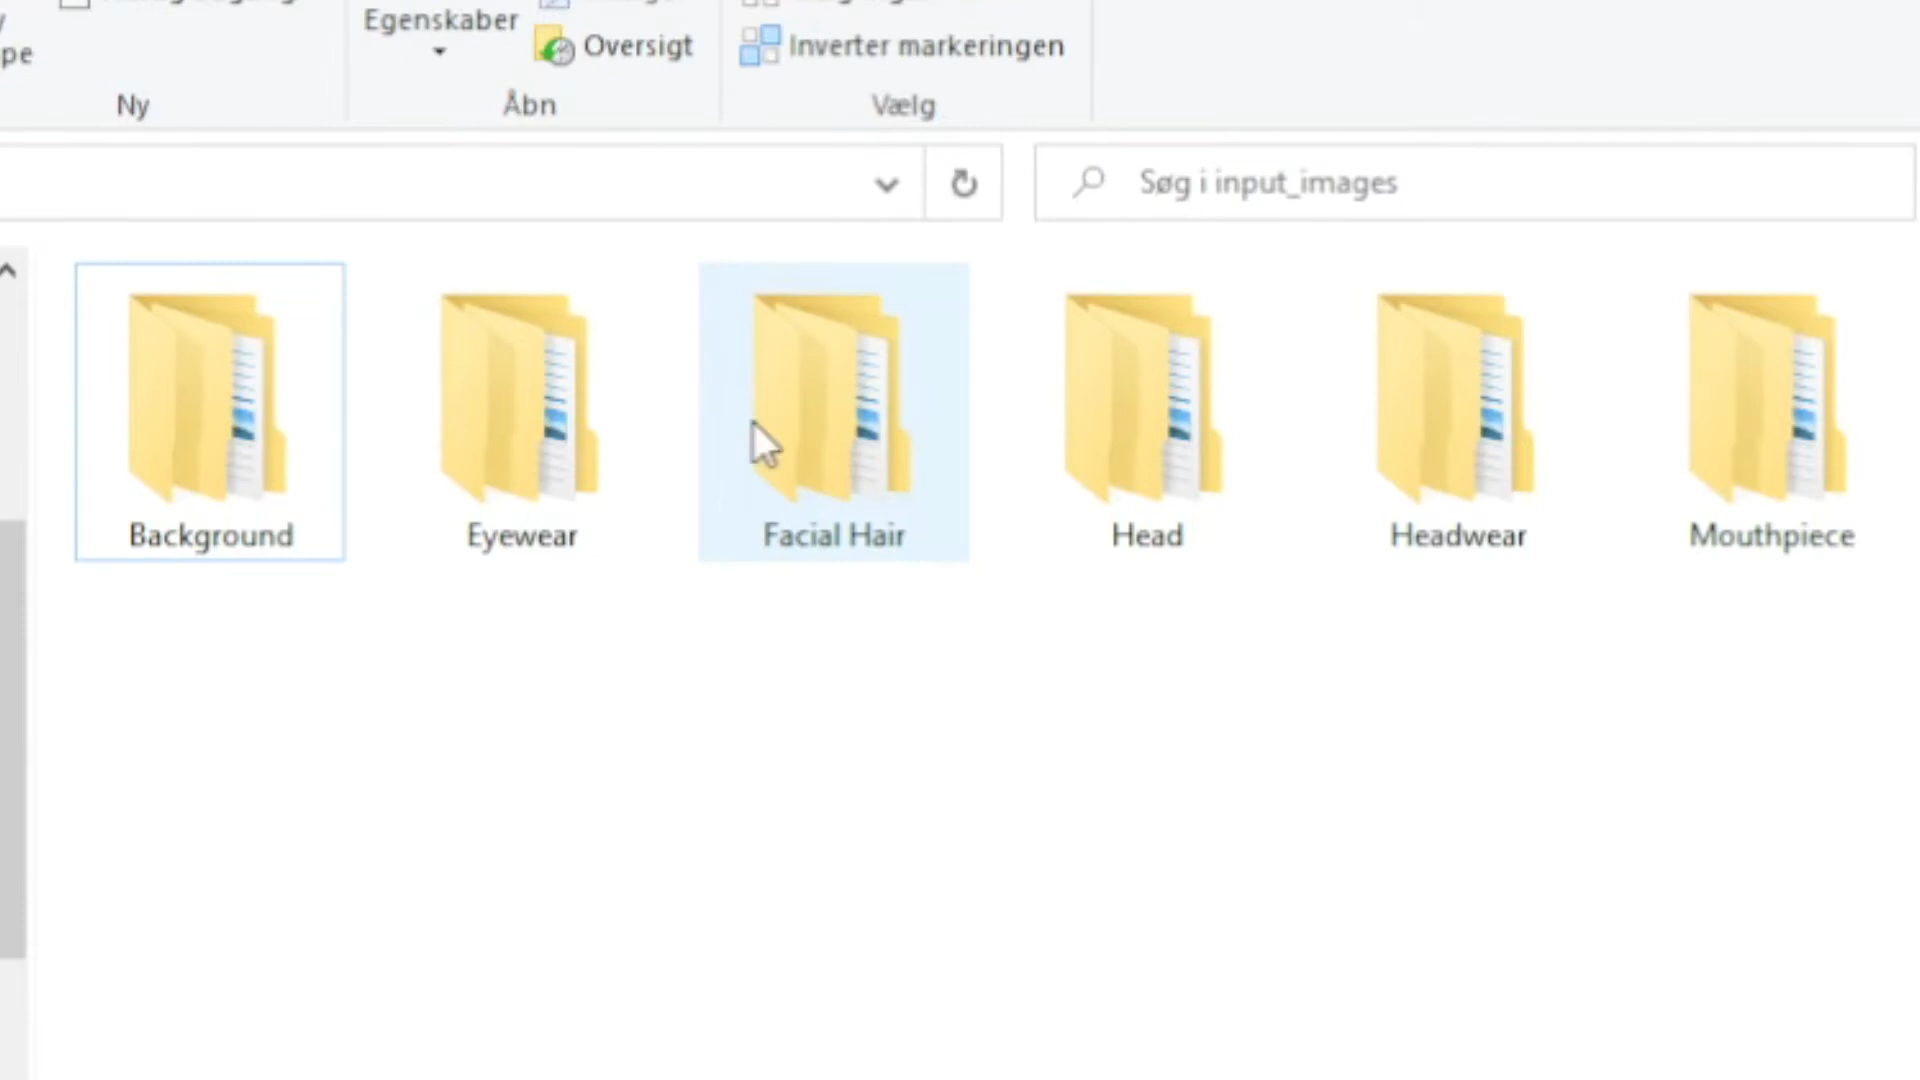 Egenskaber
pe
Oversigt
Inverter markeringen
Ny
Åbn
Vælg
Søg i input_images
Background
Eyewear
Facial Hair
Head
Headwear
Mouthpiece